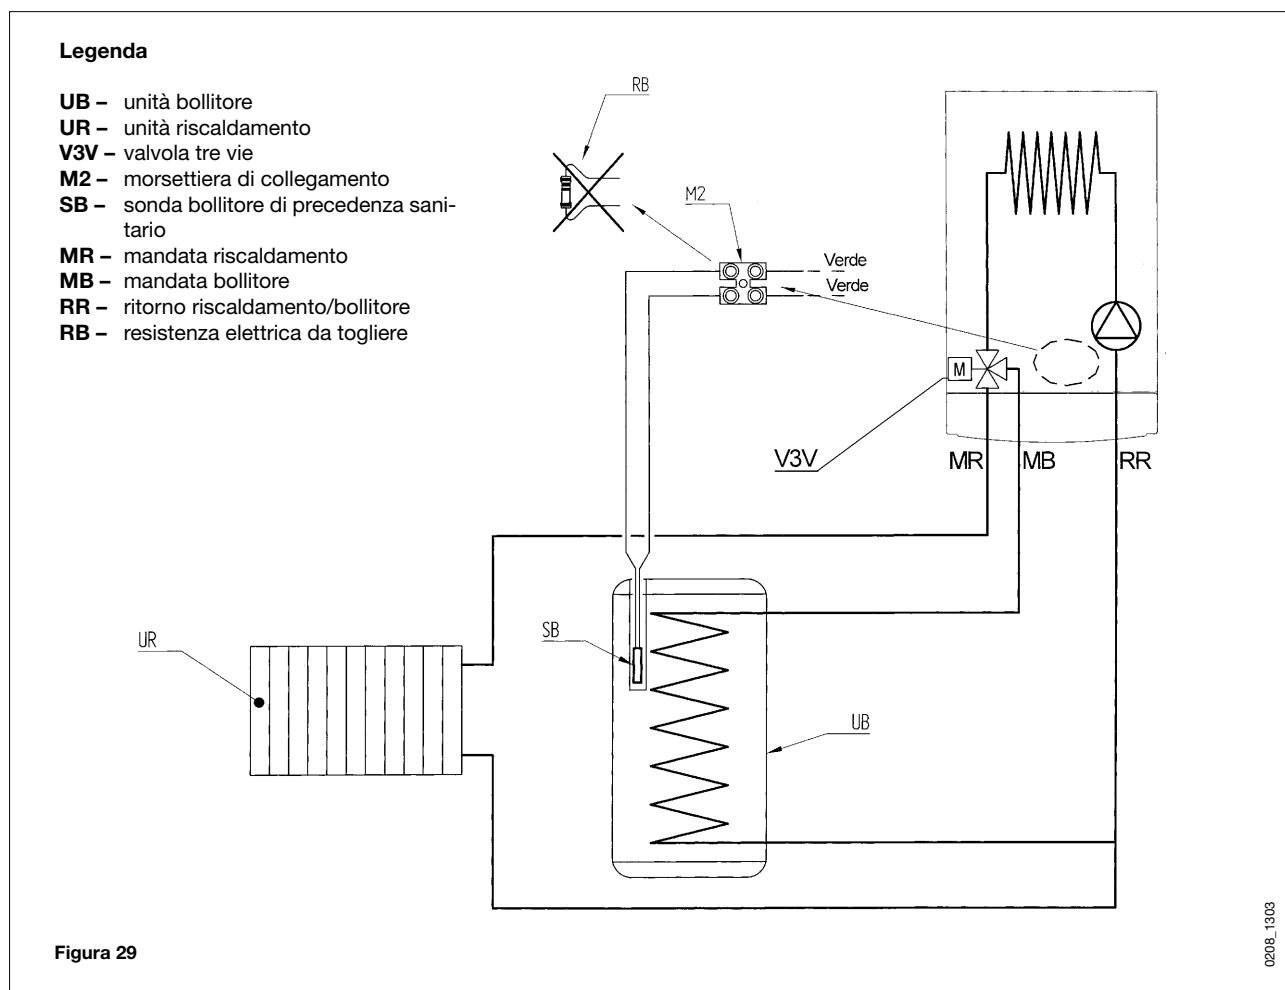 Legenda
UB – unità bollitore
UR – unità riscaldamento
V3V – valvola tre vie
M2 – morsettiera di collegamento
SB – sonda bollitore di precedenza sani-
tario
MR – mandata riscaldamento
MB – mandata bollitore
RR – ritorno riscaldamento/bollitore
RB – resistenza elettrica da togliere
RB
M2
Verde
Verde
M
V3V
MR
MB
RR
SB
UR
UB
Figura 29
0208_1303